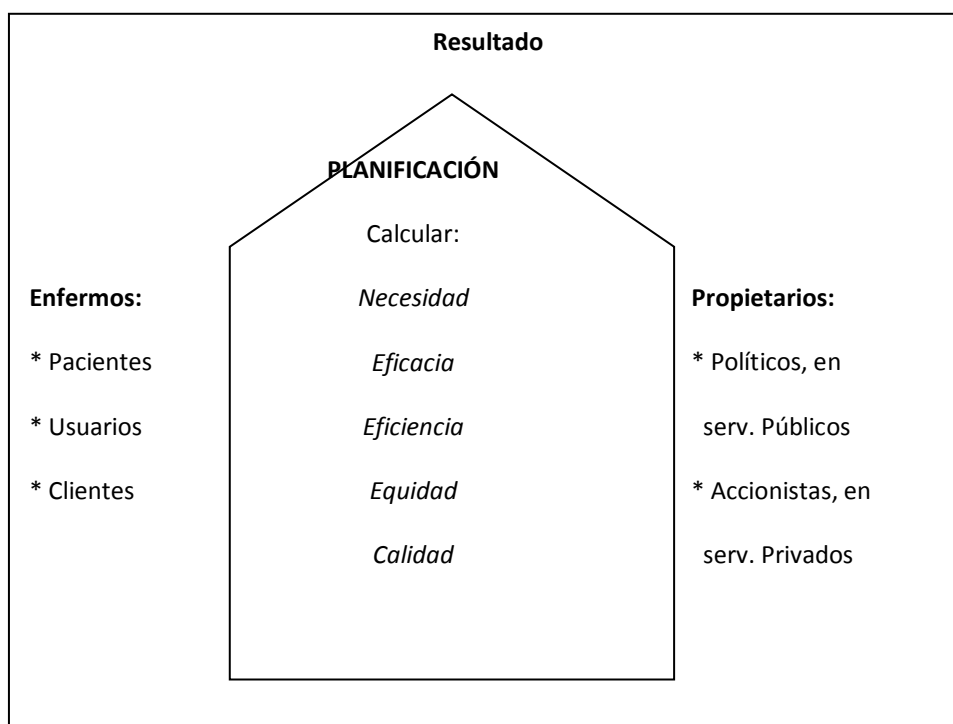 Resultado
PLANIFICACIÓN
Calcular:
Enfermos:
* Pacientes
* Usuarios
* Clientes
Necesidad
Eficacia
Eficiencia
Equidad
Calidad
Propietarios:
* Políticos, en
serv. Públicos
* Accionistas, en
serv. Privados